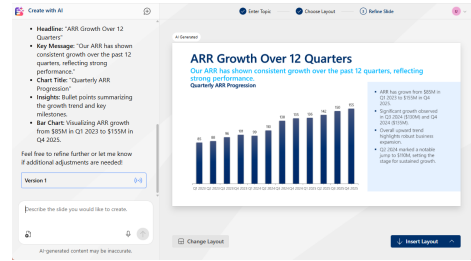 Create with AI
Enter Topic
Choose Layout
3 Refine Slide
• Headline: "ARR Growth Over 12
Quarters"
• Key Message: "Our ARR has shown
consistent growth over the past 12
quarters, reflecting strong
performance."
• Chart Title: "Quarterly ARR
Progression"
• Insights: Bullet points summarizing
the growth trend and key
milestones.
• Bar Chart: Visualizing ARR growth
from $85M in Q1 2023 to $155M in
Q4 2025.
Feel free to refine further or let me know
if additional adjustments are needed!
Version 1
Describe the slide you would like to create.
AI generated content may be inaccurate.
AI Generated
ARR Growth Over 12 Quarters
Our ARR has shown consistent growth over the past 12 quarters, reflecting
strong performance.
Quarterly ARR Progression
• ARR has grown from $85M in
Q1 2023 to $155M in Q4
2025.
• Significant growth observed
in Q3 2024 ($130M) and Q4
2024 ($135M).
• Overall upward trend
highlights robust business
expansion.
• Q2 2024 marked a notable
jump to $110M, setting the
stage for sustained growth.
Change Layout
Insert Layout